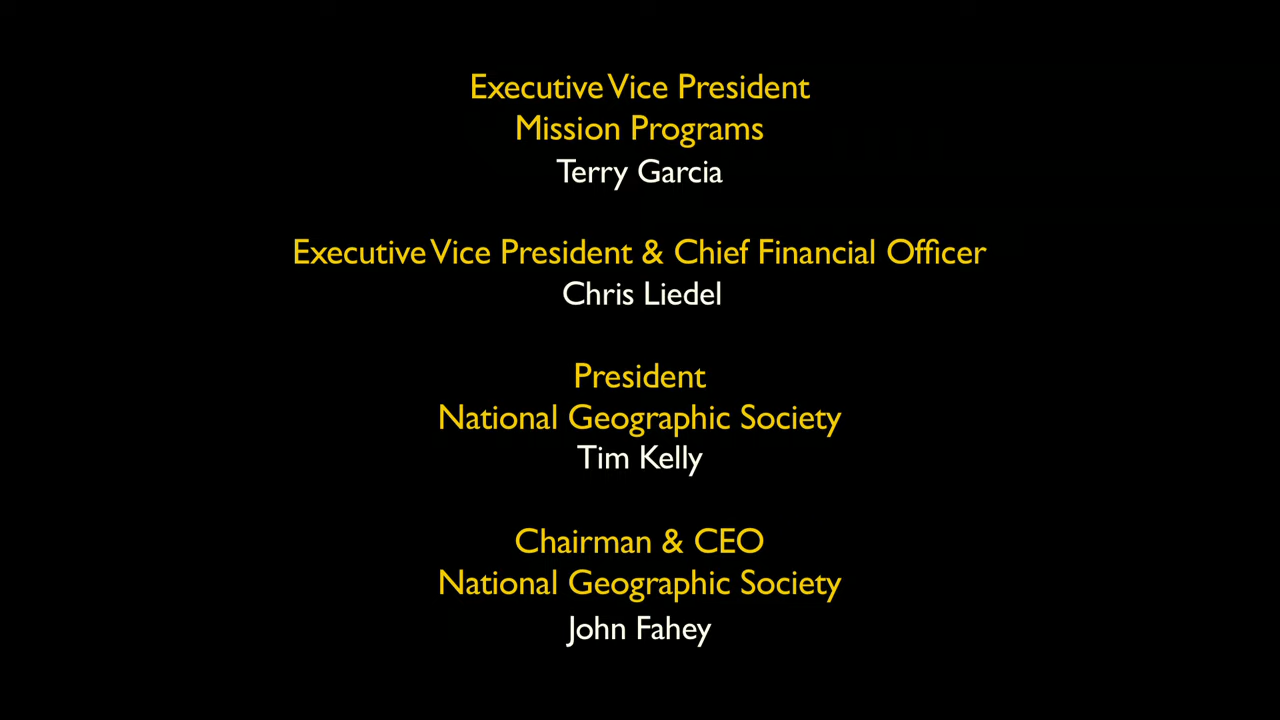 Executive Vice President
Mission Programs
Terry Garcia
Executive Vice President & Chief Financial Officer
Chris Liedel
President
National Geographic Society
Tim Kelly
Chairman & CEO
National Geographic Society
John Fahey